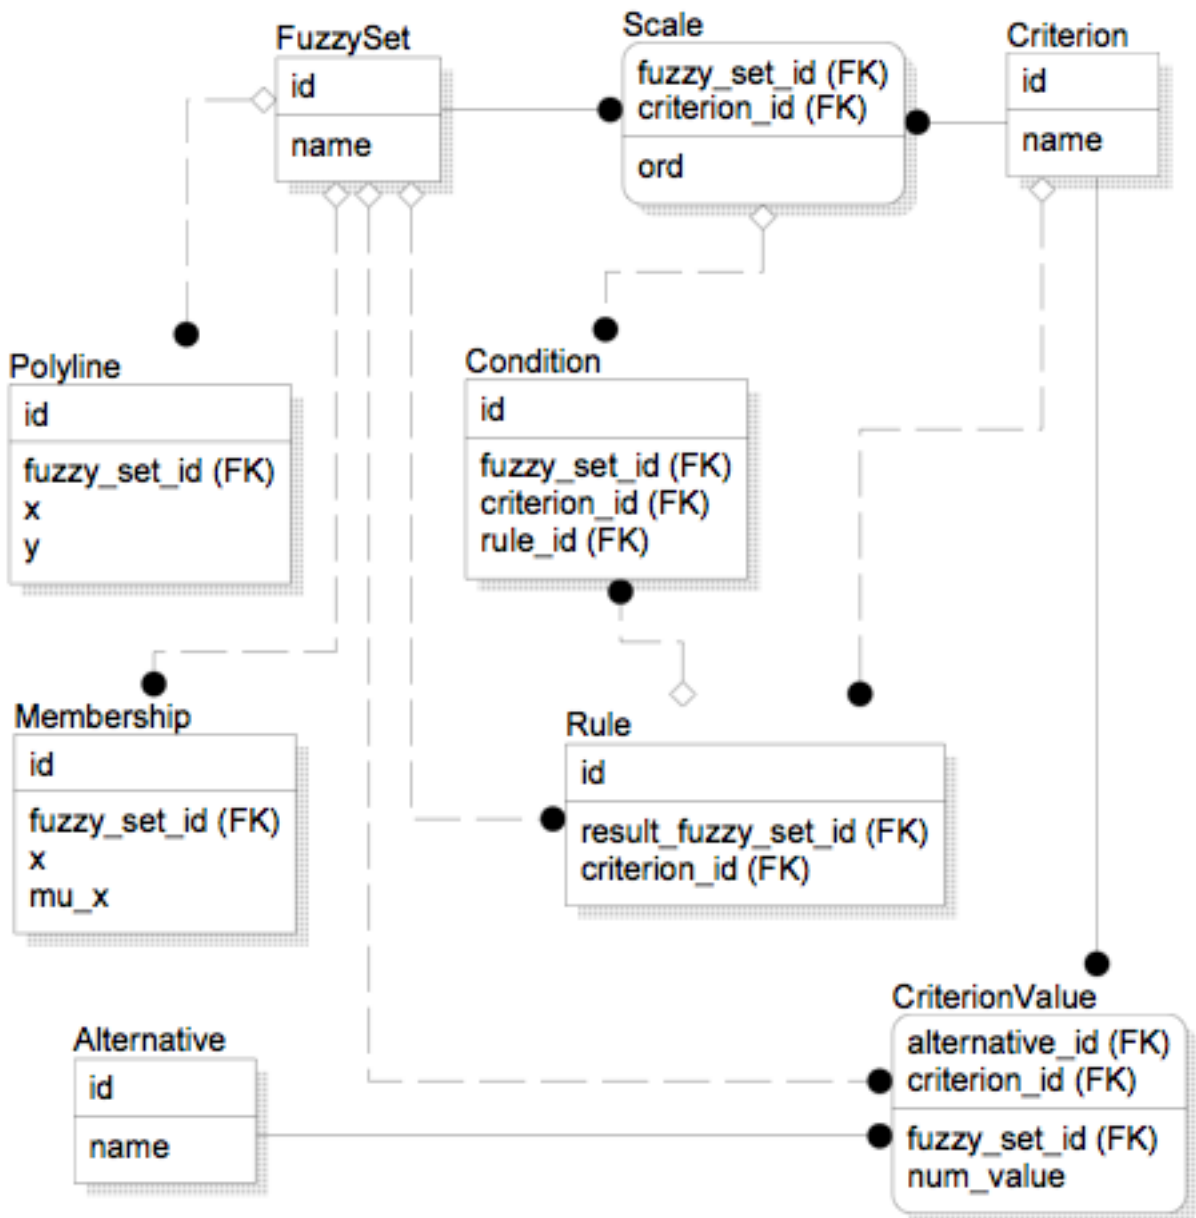 FuzzySet
id
name
Scale
fuzzy_set_id (FK)
criterion_id (FK)
ord
Criterion
id
name
Polyline
id
fuzzy_set_id (FK)
x
y
Condition
id
fuzzy_set_id (FK)
criterion_id (FK)
rule_id (FK)
Membership
id
fuzzy_set_id (FK)
x
mu_x
Rule
id
result_fuzzy_set_id (FK)
criterion_id (FK)
Alternative
id
name
CriterionValue
alternative_id (FK)
criterion_id (FK)
fuzzy_set_id (FK)
num_value